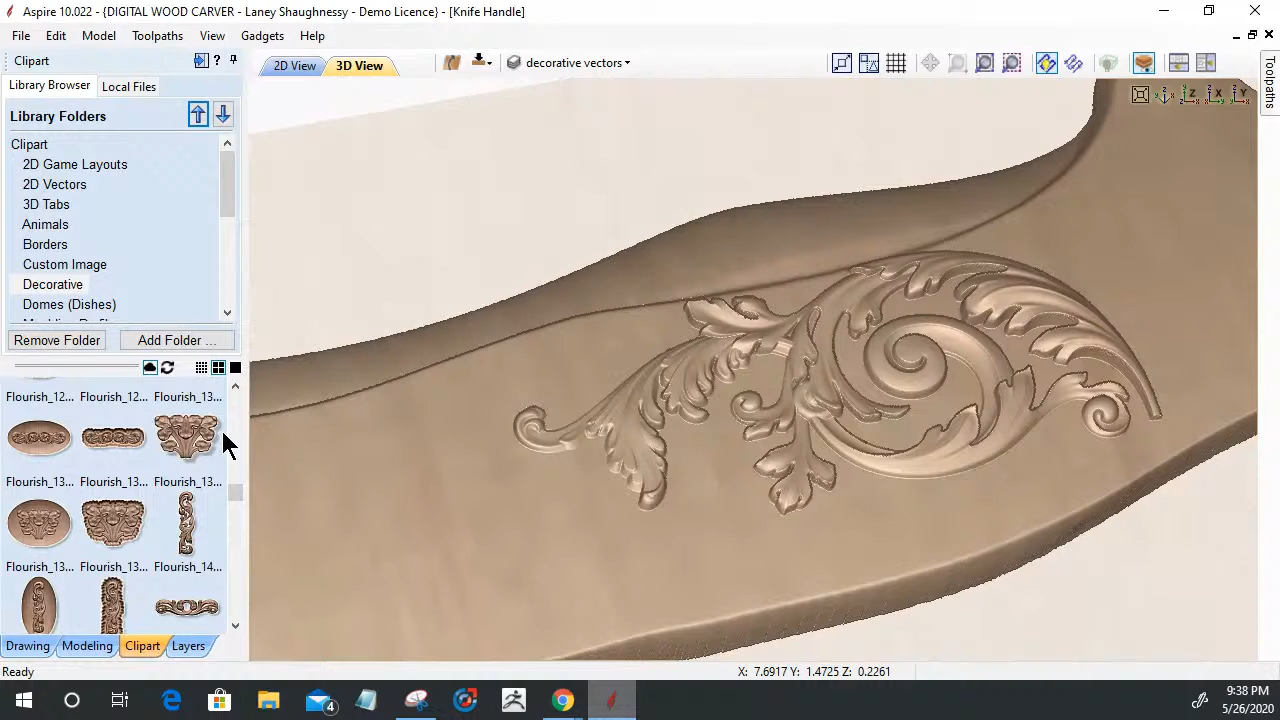 Aspire 10.022 - {DIGITAL WOOD CARVER - Laney Shaughnessy - Demo Licence} - [Knife Handle]
File Edit Model Toolpaths View Gadgets Help
Clipart
2D View 3D View decorative vectors
Library Browser Local Files
Toolpaths
Library Folders
Clipart
2D Game Layouts
2D Vectors
3D Tabs
Animals
Borders
Custom Image
Decorative
Domes (Dishes)
Remove Folder Add Folder ...
Flourish_12... Flourish_12... Flourish_13...
Flourish_13... Flourish_13... Flourish_13...
Flourish_13... Flourish_13... Flourish_14...
Drawing Modeling Clipart Layers
Ready X: 7.6917 Y: 1.4725 Z: 0.2261
4
9:38 PM
5/26/2020